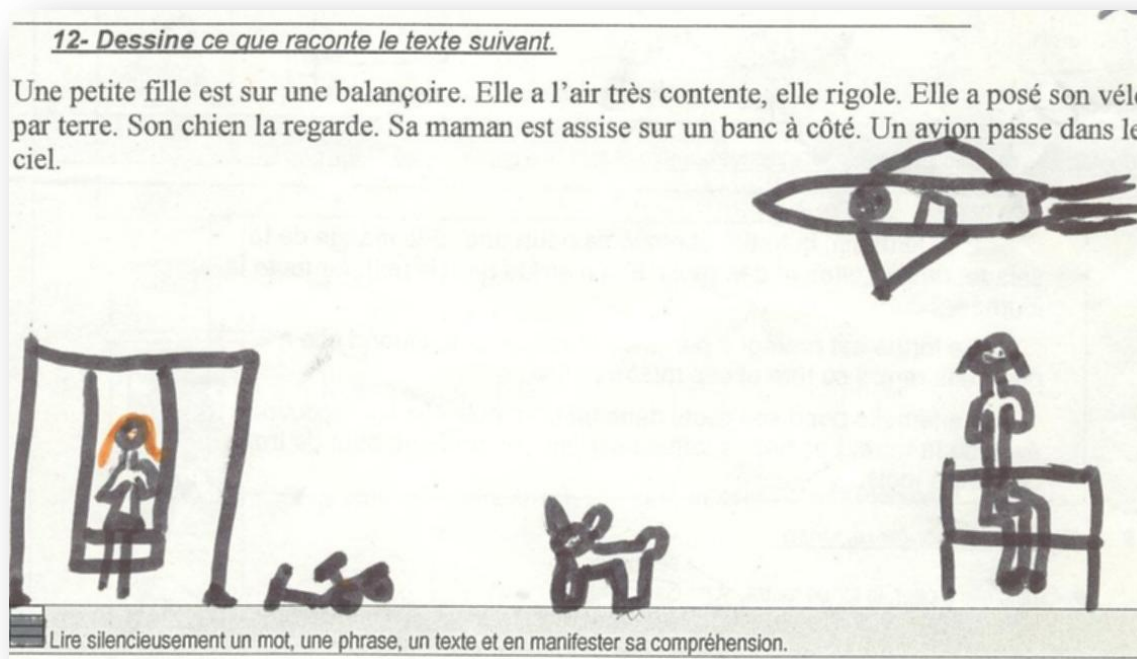 12- Dessine ce que raconte le texte suivant.
Une petite fille est sur une balançoire. Elle a l'air très contente, elle rigole. Elle a posé son vélo
par terre. Son chien la regarde. Sa maman est assise sur un banc à côté. Un avion passe dans le
ciel.
Lire silencieusement un mot, une phrase, un texte et en manifester sa compréhension.